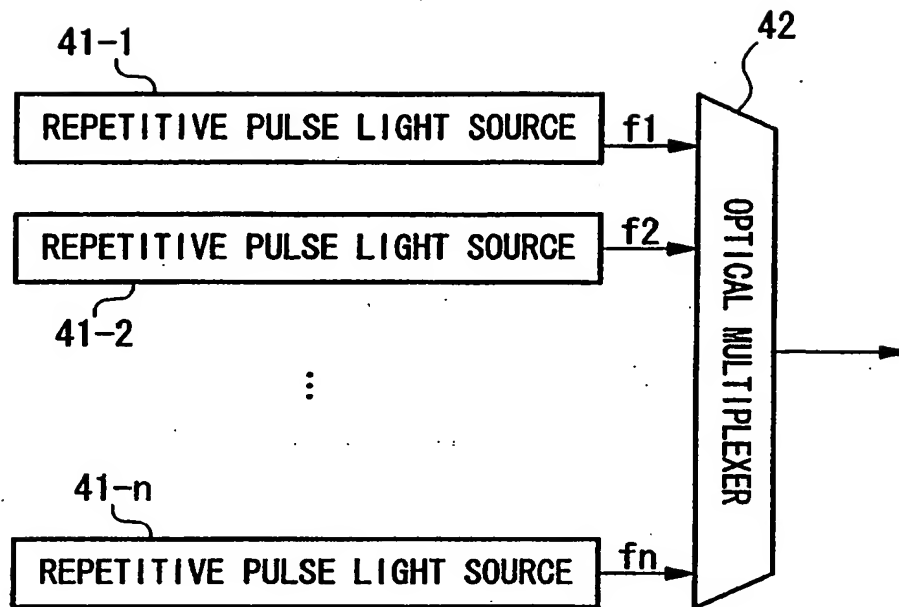 41-1
42
REPETITIVE PULSE LIGHT SOURCE
f1
REPETITIVE PULSE LIGHT SOURCE
f2
41-2
...
OPTICAL MULTIPLEXER
41-n
REPETITIVE PULSE LIGHT SOURCE
fn